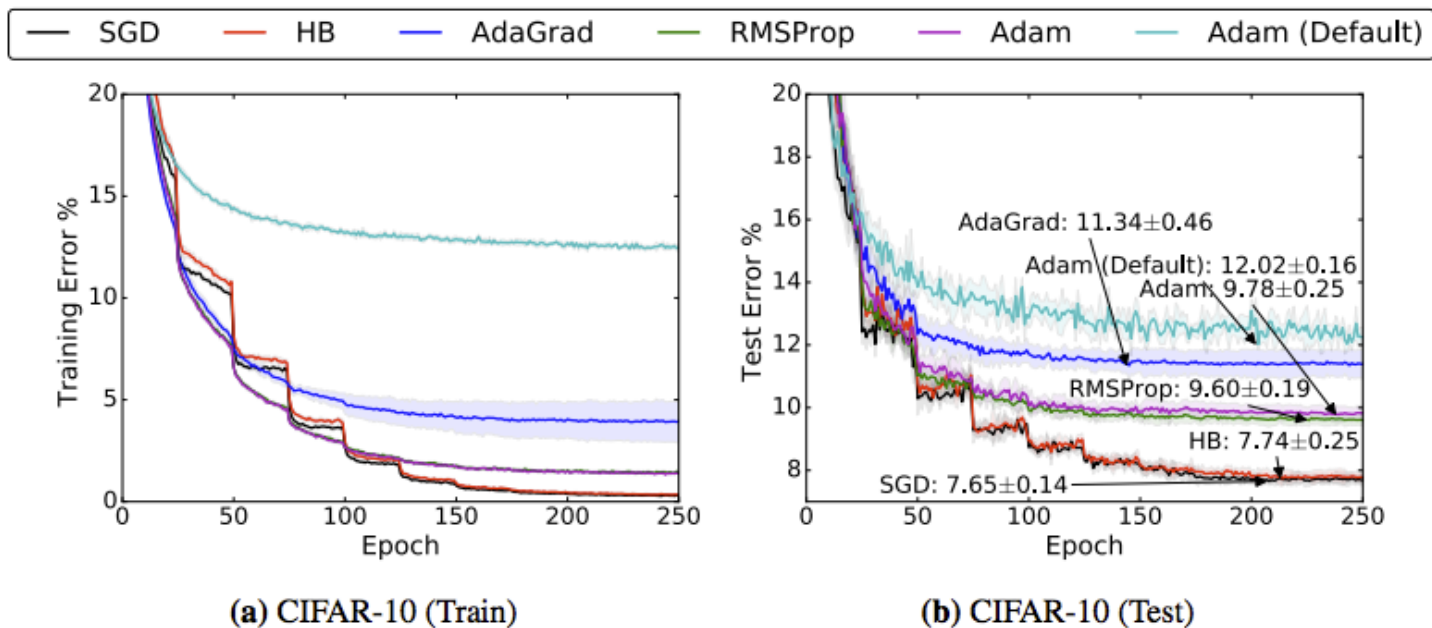 SGD HB AdaGrad RMSProp Adam Adam (Default)
20
15
10
5
0
Training Error %
0 50 100 150 200 250
Epoch
(a) CIFAR-10 (Train)
20
18
16
14
12
10
8
Test Error %
AdaGrad: 11.34±0.46
Adam (Default): 12.02±0.16
Adam: 9.78±0.25
RMSProp: 9.60±0.19
HB: 7.74±0.25
SGD: 7.65±0.14
0 50 100 150 200 250
Epoch
(b) CIFAR-10 (Test)